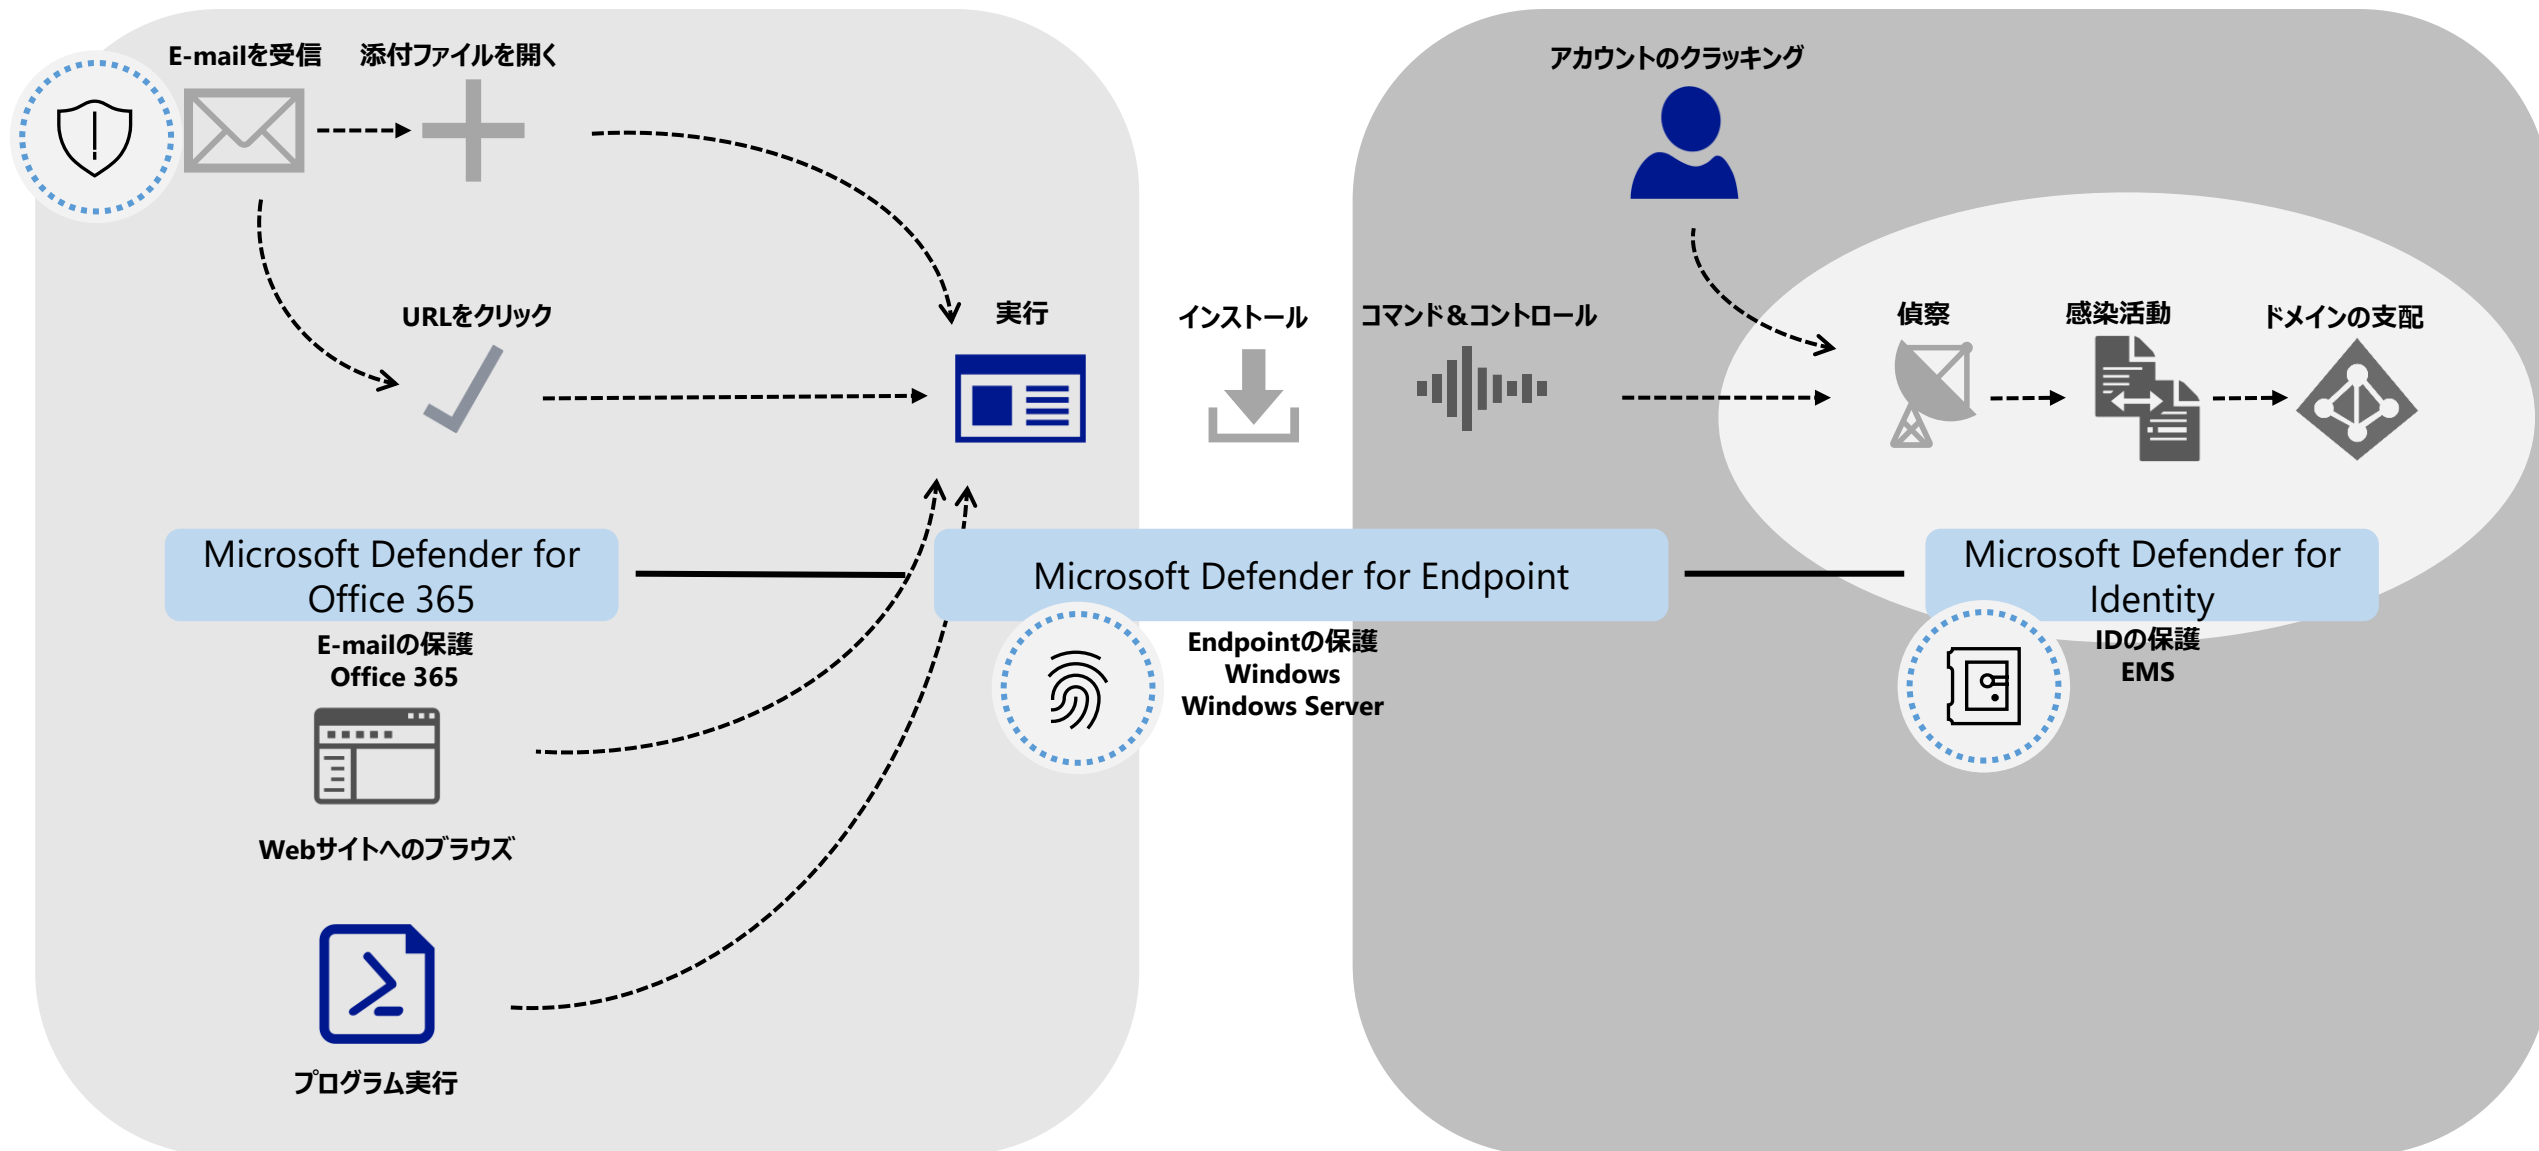 E-mailを受信
添付ファイルを開く
アカウントのクラッキング
URLをクリック
実行
インストール
コマンド＆コントロール
偵察
感染活動
ドメインの支配
Microsoft Defender for
Office 365
E-mailの保護
Office 365
Microsoft Defender for Endpoint
Endpointの保護
Windows
Windows Server
Microsoft Defender for
Identity
IDの保護
EMS
Webサイトへのブラウズ
プログラム実行